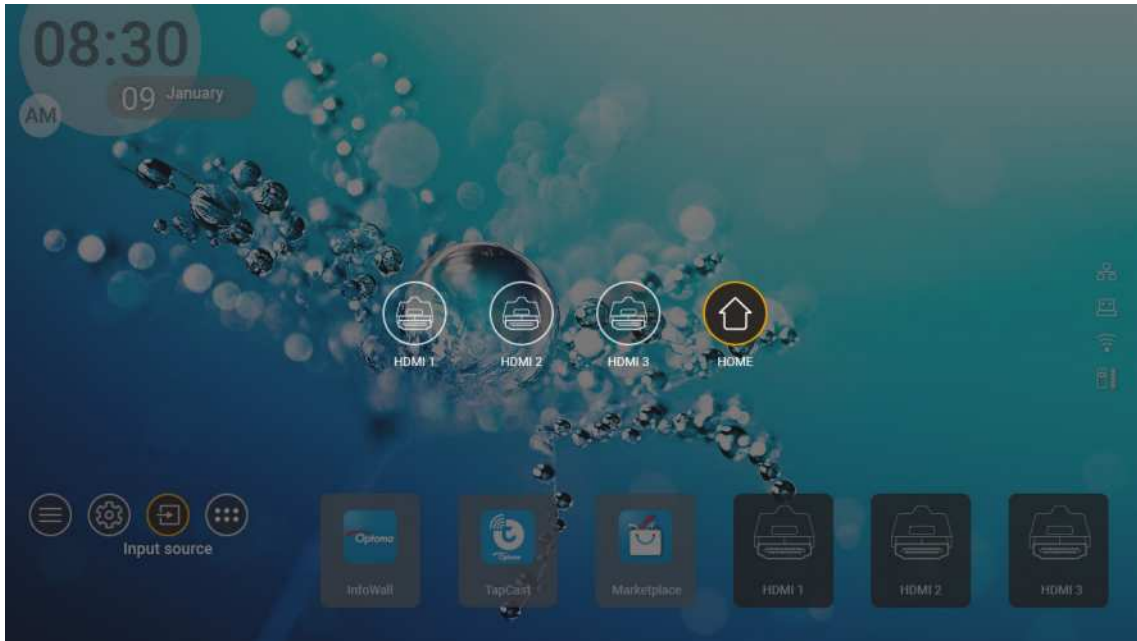 08:30
09 January
AM
HDMI 1
HDMI 2
HDMI 3
HOME
Input source
Optoma
Optoma
InfoWall
TapCast
Marketplace
HDMI 1
HDMI 2
HDMI 3